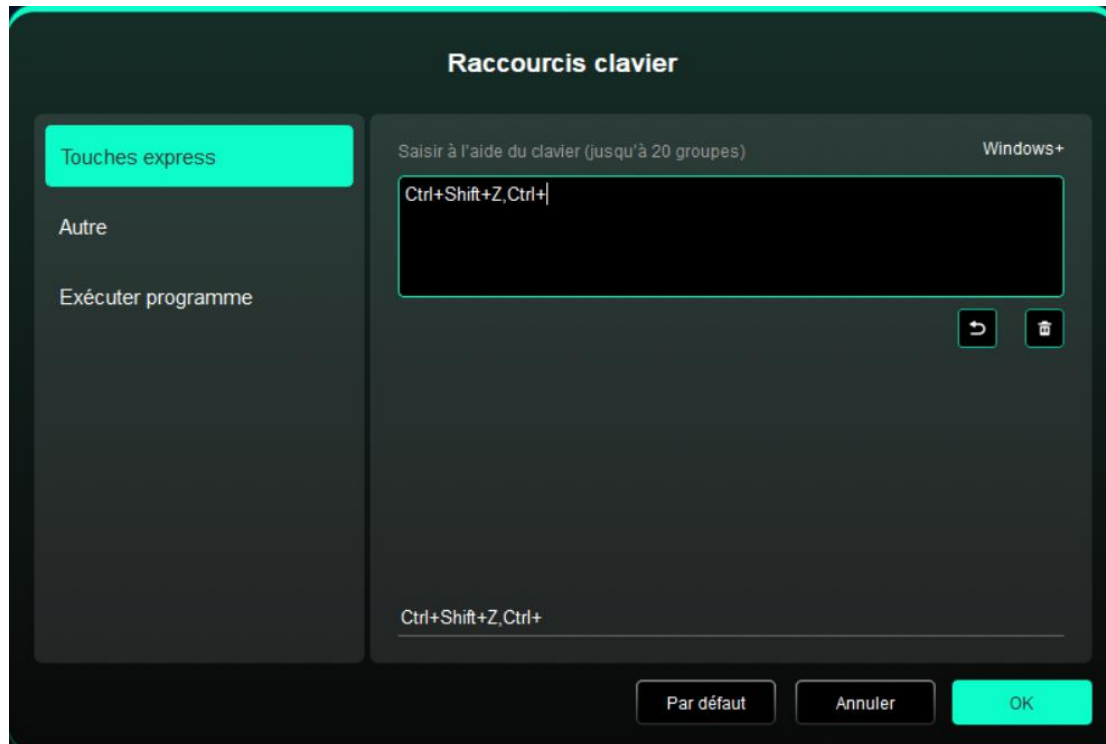 Raccourcis clavier
Touches express
Autre
Exécuter programme
Saisir à l'aide du clavier (jusqu'à 20 groupes)
Windows+
Ctrl+Shift+Z,Ctrl+
Ctrl+Shift+Z,Ctrl+
Par défaut
Annuler
OK